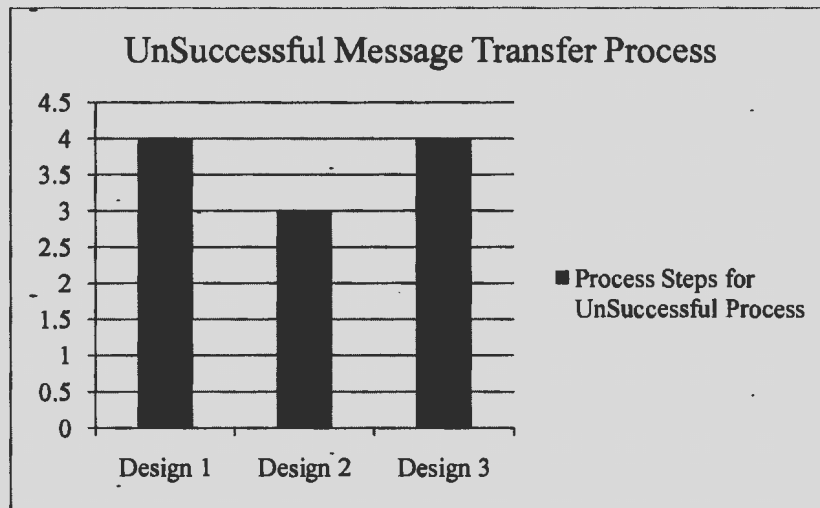 UnSuccessful Message Transfer Process
4.5
4
3.5
3
2.5
2
1.5
1
0.5
0
Design 1 Design 2 Design 3
Process Steps for
UnSuccessful Process